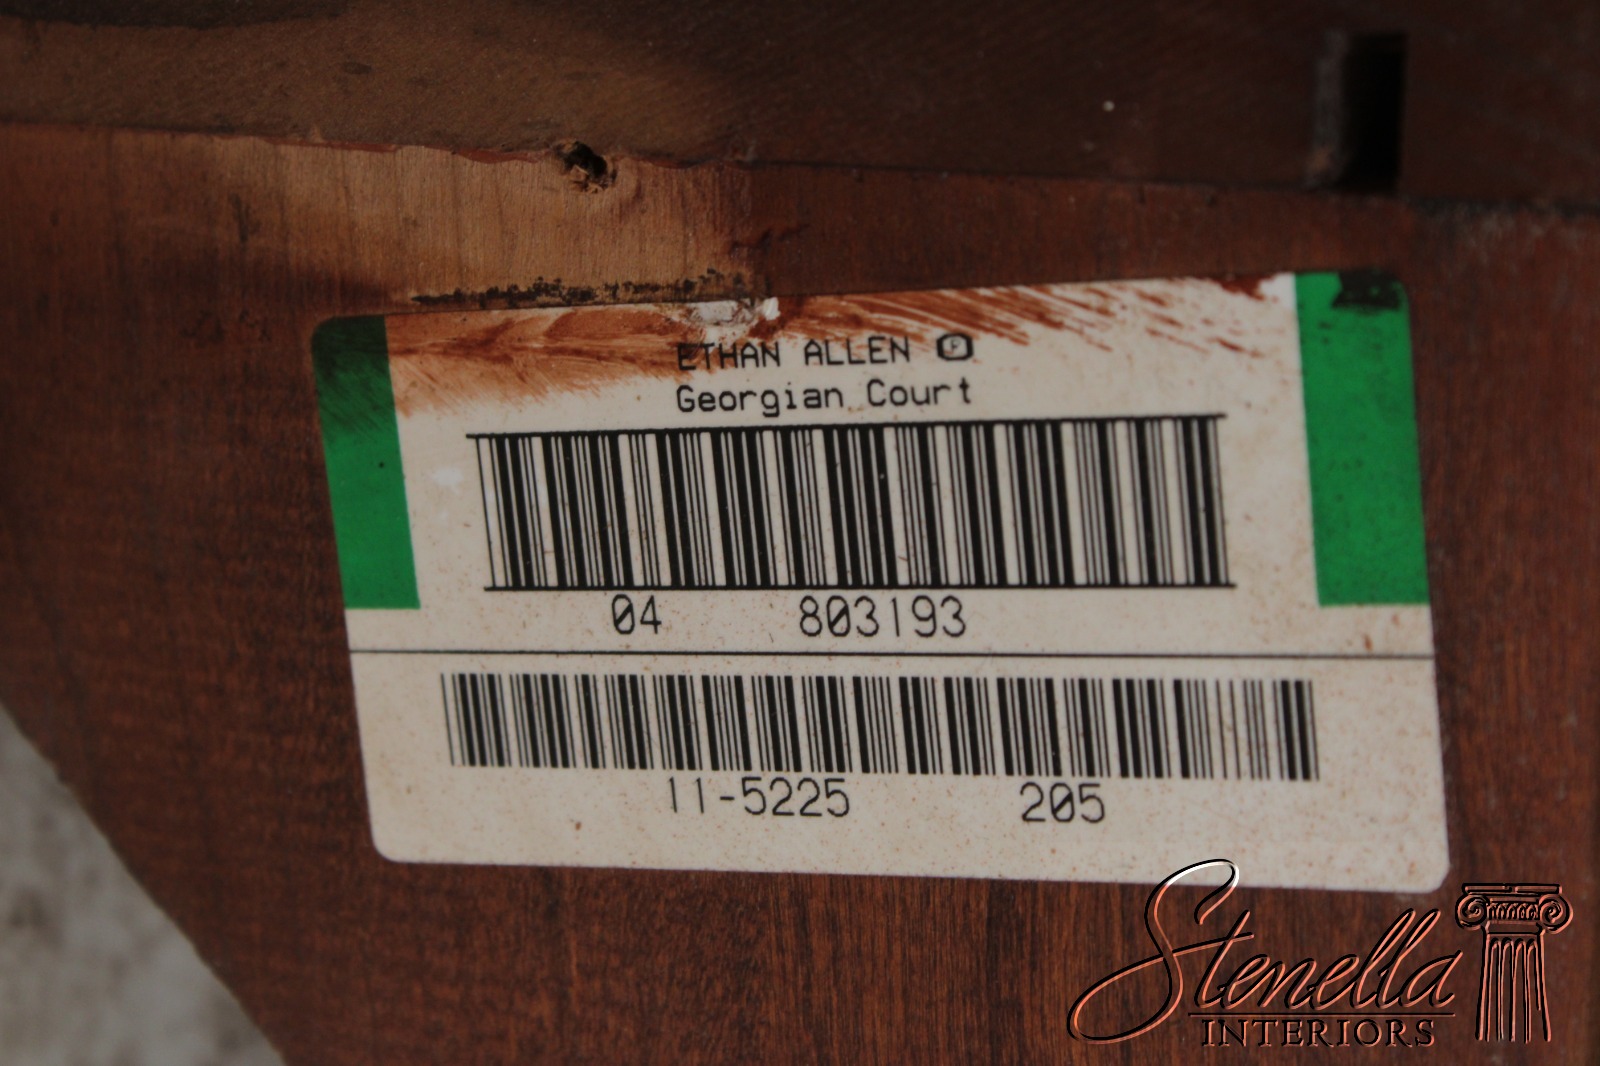 ETHAN ALLEN ®
Georgian Court
04 803193
11-5225 205
Stenella
INTERIORS